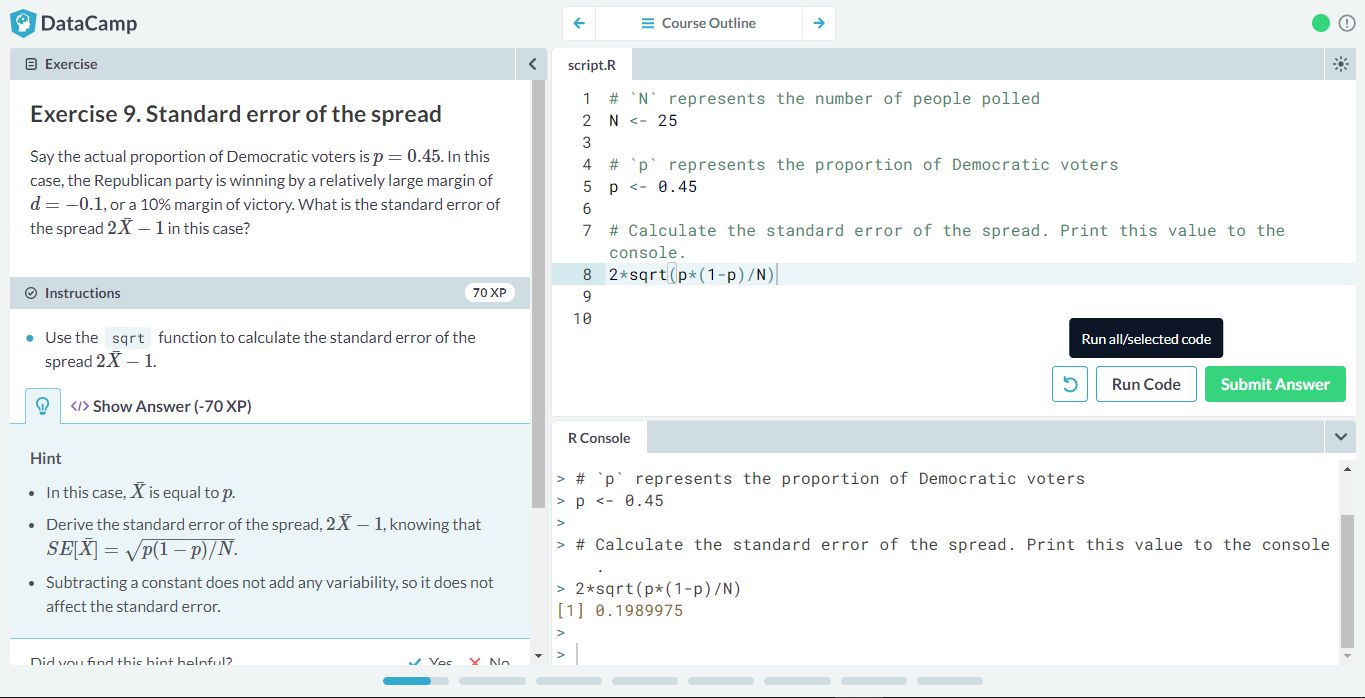 DataCamp
Course Outline
Exercise
Exercise 9. Standard error of the spread
Say the actual proportion of Democratic voters is p = 0.45. In this
case, the Republican party is winning by a relatively large margin of
d = −0.1, or a 10% margin of victory. What is the standard error of
the spread 2X̄ − 1 in this case?
Instructions
70 XP
Use the sqrt function to calculate the standard error of the
spread 2X̄ − 1.
</> Show Answer (-70 XP)
Hint
• In this case, X̄ is equal to p.
• Derive the standard error of the spread, 2X̄ − 1, knowing that
SE[X̄] = √p(1 − p)/N.
• Subtracting a constant does not add any variability, so it does not
affect the standard error.
Did you find this hint helpful?
Yes
No
script.R
1 # `N` represents the number of people polled
2 N <- 25
3
4 # `p` represents the proportion of Democratic voters
5 p <- 0.45
6
7 # Calculate the standard error of the spread. Print this value to the
console.
8 2*sqrt(p*(1-p)/N)
9
10
Run all/selected code
Run Code
Submit Answer
R Console
> # `p` represents the proportion of Democratic voters
> p <- 0.45
>
> # Calculate the standard error of the spread. Print this value to the console
.
> 2*sqrt(p*(1-p)/N)
[1] 0.1989975
>
>